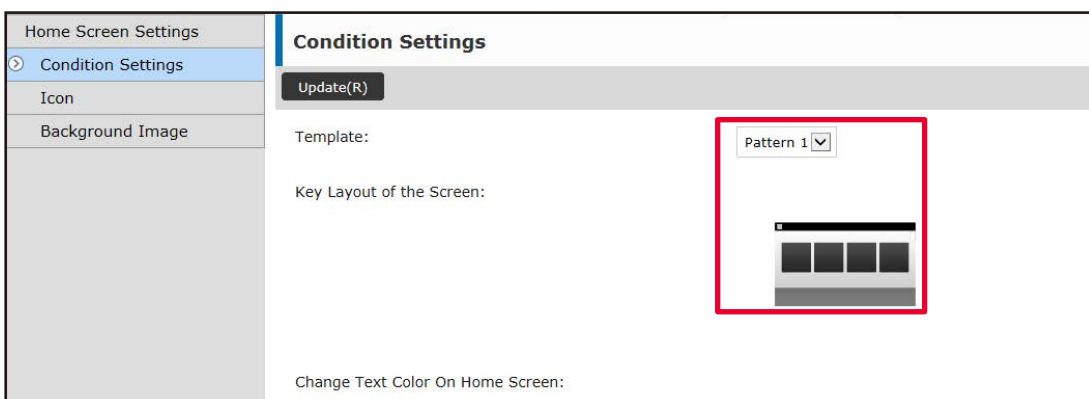 Home Screen Settings
Condition Settings
Icon
Background Image
Condition Settings
Update(R)
Template:
Pattern 1
Key Layout of the Screen:
Change Text Color On Home Screen: